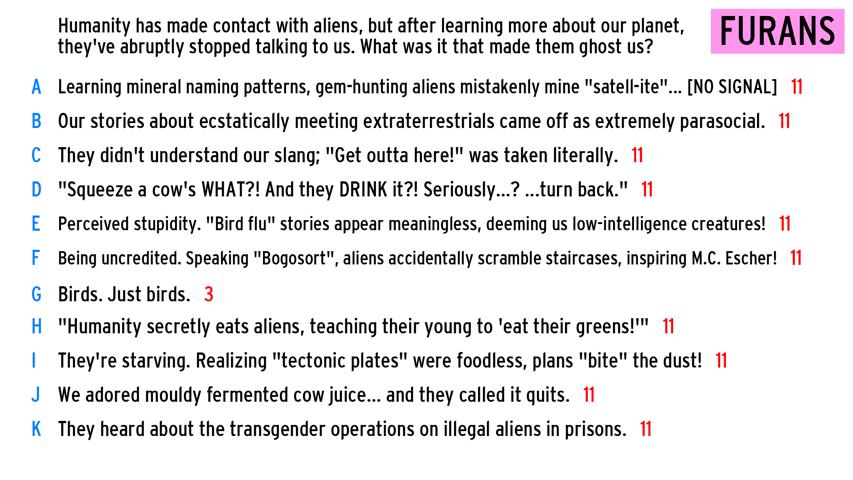 Humanity has made contact with aliens, but after learning more about our planet,
they've abruptly stopped talking to us. What was it that made them ghost us?
FURANS
A Learning mineral naming patterns, gem-hunting aliens mistakenly mine "satell-ite"... [NO SIGNAL] 11
B Our stories about ecstatically meeting extraterrestrials came off as extremely parasocial. 11
C They didn't understand our slang; "Get outta here!" was taken literally. 11
D "Squeeze a cow's WHAT?! And they DRINK it?! Seriously...? ...turn back." 11
E Perceived stupidity. "Bird flu" stories appear meaningless, deeming us low-intelligence creatures! 11
F Being uncredited. Speaking "Bogosort", aliens accidentally scramble staircases, inspiring M.C. Escher! 11
G Birds. Just birds. 3
H "Humanity secretly eats aliens, teaching their young to 'eat their greens!'" 11
I They're starving. Realizing "tectonic plates" were foodless, plans "bite" the dust! 11
J We adored mouldy fermented cow juice... and they called it quits. 11
K They heard about the transgender operations on illegal aliens in prisons. 11